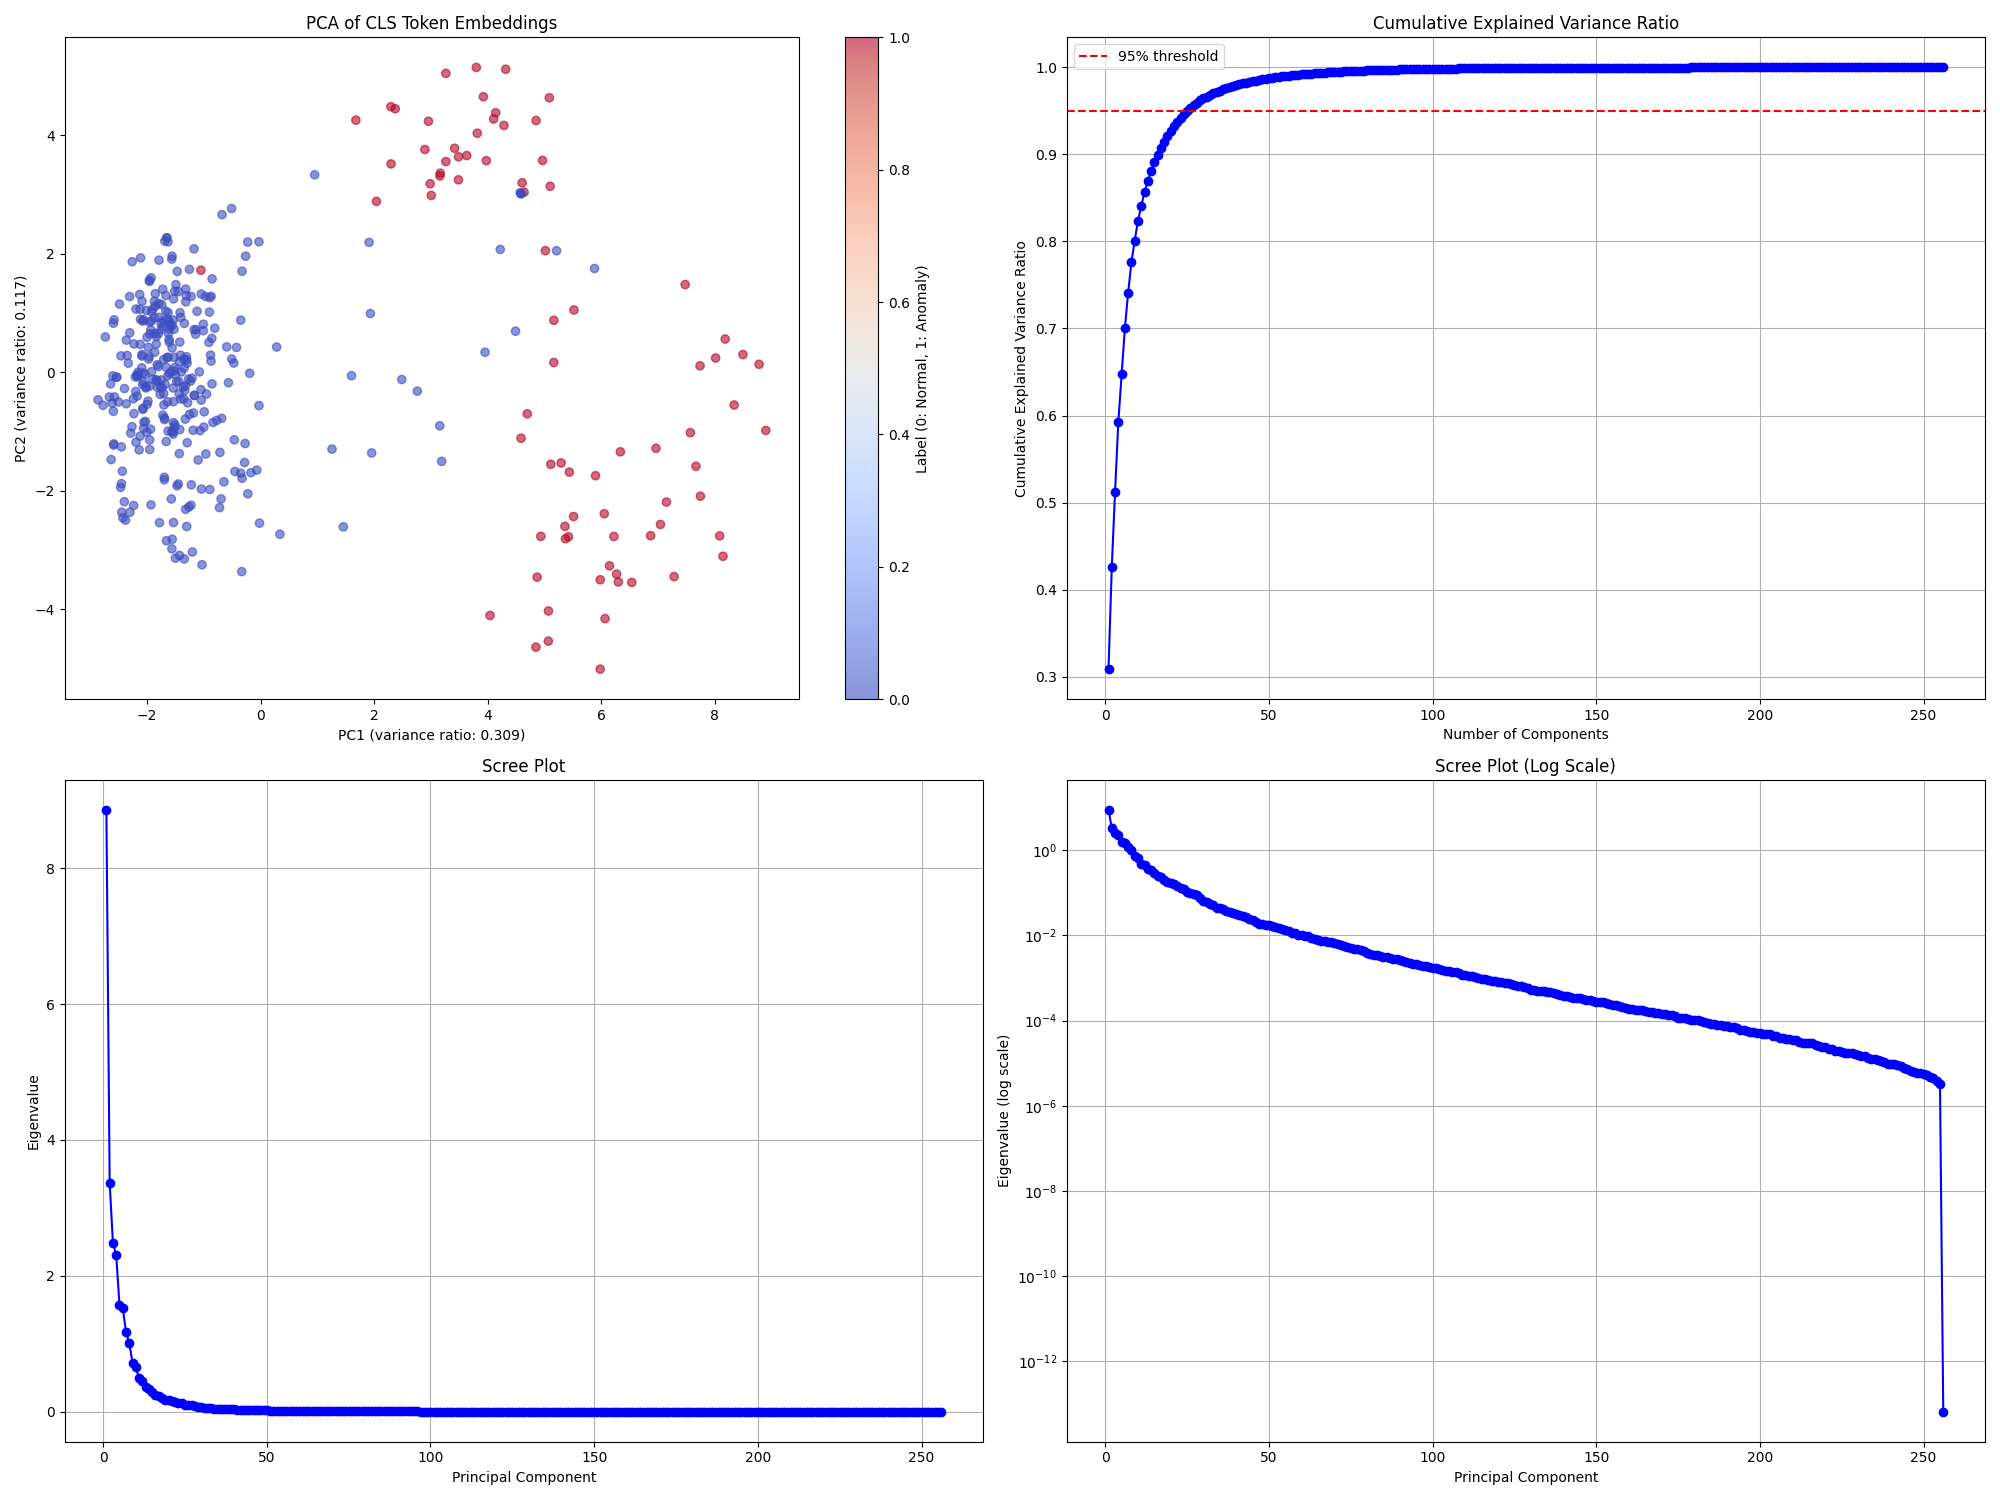 PCA of CLS Token Embeddings
4
2
0
−2
−4
PC2 (variance ratio: 0.117)
−2 0 2 4 6 8
PC1 (variance ratio: 0.309)
1.0
0.8
0.6
0.4
0.2
0.0
Label (0: Normal, 1: Anomaly)
Cumulative Explained Variance Ratio
95% threshold
1.0
0.9
0.8
0.7
0.6
0.5
0.4
0.3
Cumulative Explained Variance Ratio
0 50 100 150 200 250
Number of Components
Scree Plot
8
6
4
2
0
Eigenvalue
0 50 100 150 200 250
Principal Component
Scree Plot (Log Scale)
10⁰
10⁻²
10⁻⁴
10⁻⁶
10⁻⁸
10⁻¹⁰
10⁻¹²
Eigenvalue (log scale)
0 50 100 150 200 250
Principal Component